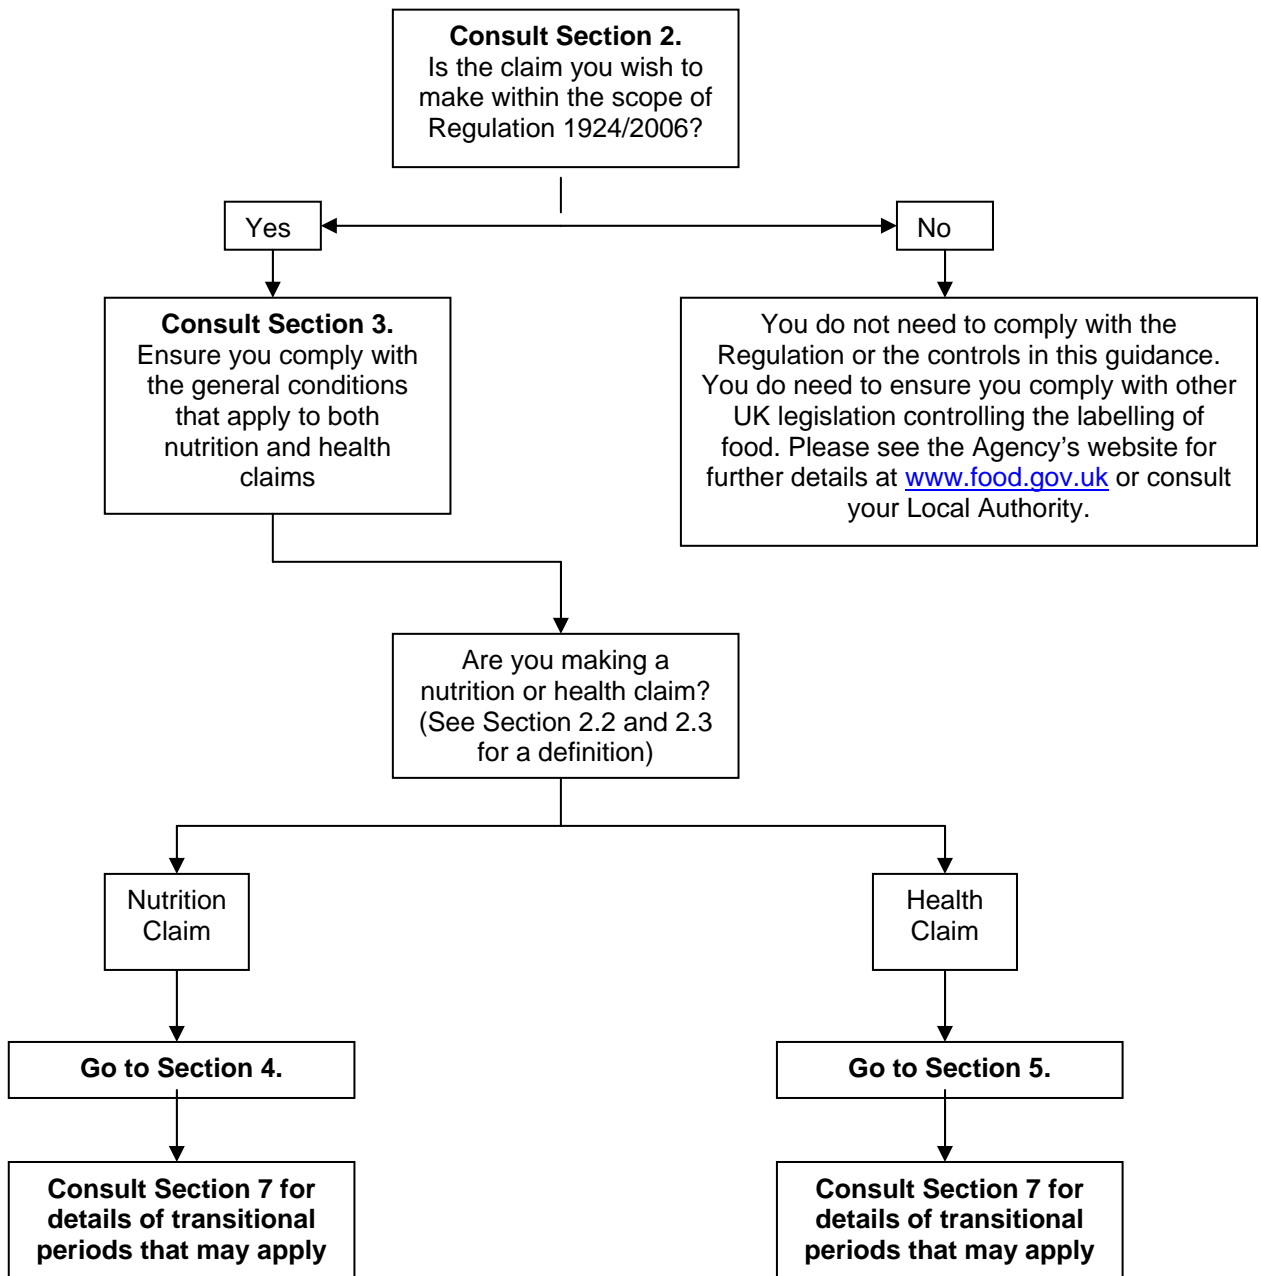 Consult Section 2.
Is the claim you wish to
make within the scope of
Regulation 1924/2006?
Yes
No
Consult Section 3.
Ensure you comply with
the general conditions
that apply to both
nutrition and health
claims
You do not need to comply with the
Regulation or the controls in this guidance.
You do need to ensure you comply with other
UK legislation controlling the labelling of
food. Please see the Agency’s website for
further details at www.food.gov.uk or consult
your Local Authority.
Are you making a
nutrition or health claim?
(See Section 2.2 and 2.3
for a definition)
Nutrition
Claim
Health
Claim
Go to Section 4.
Go to Section 5.
Consult Section 7 for
details of transitional
periods that may apply
Consult Section 7 for
details of transitional
periods that may apply